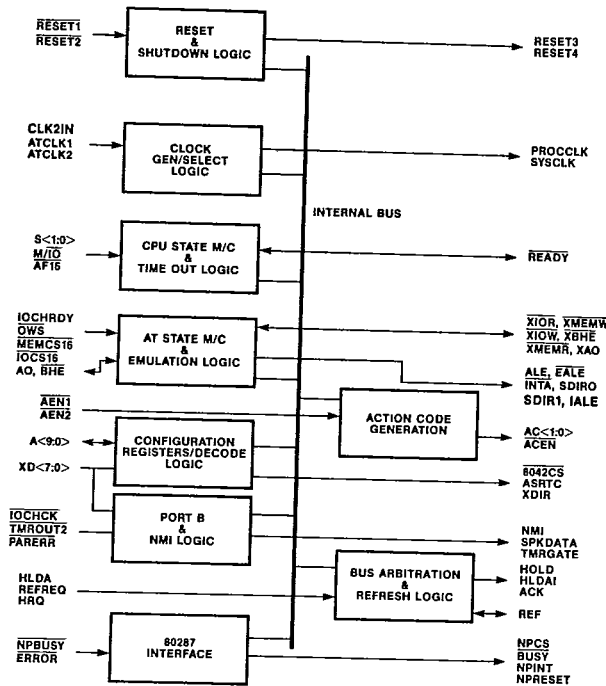 RESET1
RESET2
RESET
&
SHUTDOWN LOGIC
RESET3
RESET4
CLK2IN
ATCLK1
ATCLK2
CLOCK
GEN/SELECT
LOGIC
PROCCLK
SYSCLK
INTERNAL BUS
S<1:0>
M/IO
AF16
CPU STATE M/C
&
TIME OUT LOGIC
READY
IOCHRDY
OWS
MEMCS16
IOCS16
AO, BHE
AT STATE M/C
&
EMULATION LOGIC
XIOR, XMEMW
XIOW, XBHE
XMEMR, XAO
ALE, EALE
INTA, SDIRO
SDIR1, IALE
AEN1
AEN2
ACTION CODE
GENERATION
AC<1:0>
ACEN
A<9:0>
XD<7:0>
CONFIGURATION
REGISTERS/DECODE
LOGIC
8042CS
ASRTC
XDIR
IOCHCK
TMROUT2
PARERR
PORT B
&
NMI LOGIC
NMI
SPKDATA
TMRGATE
HLDA
REFREQ
HRQ
BUS ARBITRATION
&
REFRESH LOGIC
HOLD
HLDAI
ACK
REF
NPBUSY
ERROR
80287
INTERFACE
NPCS
BUSY
NPINT
NPRESET